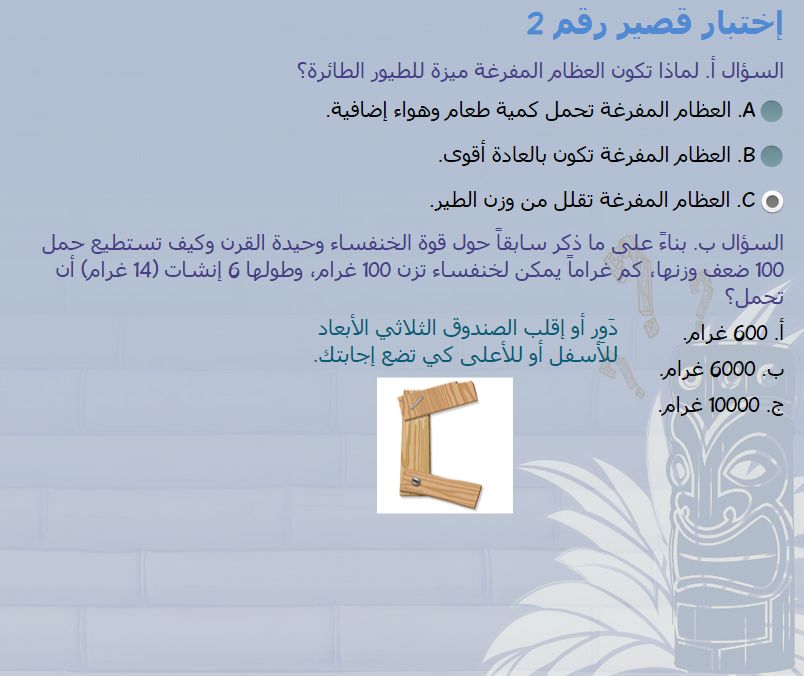 إختبار قصير رقم 2
السؤال أ. لماذا تكون العظام المفرغة ميزة للطيور الطائرة؟
A. العظام المفرغة تحمل كمية طعام وهواء إضافية.
B. العظام المفرغة تكون بالعادة أقوى.
C. العظام المفرغة تقلل من وزن الطير.
السؤال ب. بناءً على ما ذكر سابقاً حول قوة الخنفساء وحيدة القرن وكيف تستطيع حمل
100 ضعف وزنها، كم غراماً يمكن لخنفساء تزن 100 غرام، وطولها 6 إنشات (14 غرام) أن
تحمل؟
أ. 600 غرام.
ب. 6000 غرام.
ج. 10000 غرام.
دَوِر أو إقلب الصندوق الثلاثي الأبعاد
للأسفل أو للأعلى كي تضع إجابتك.
C